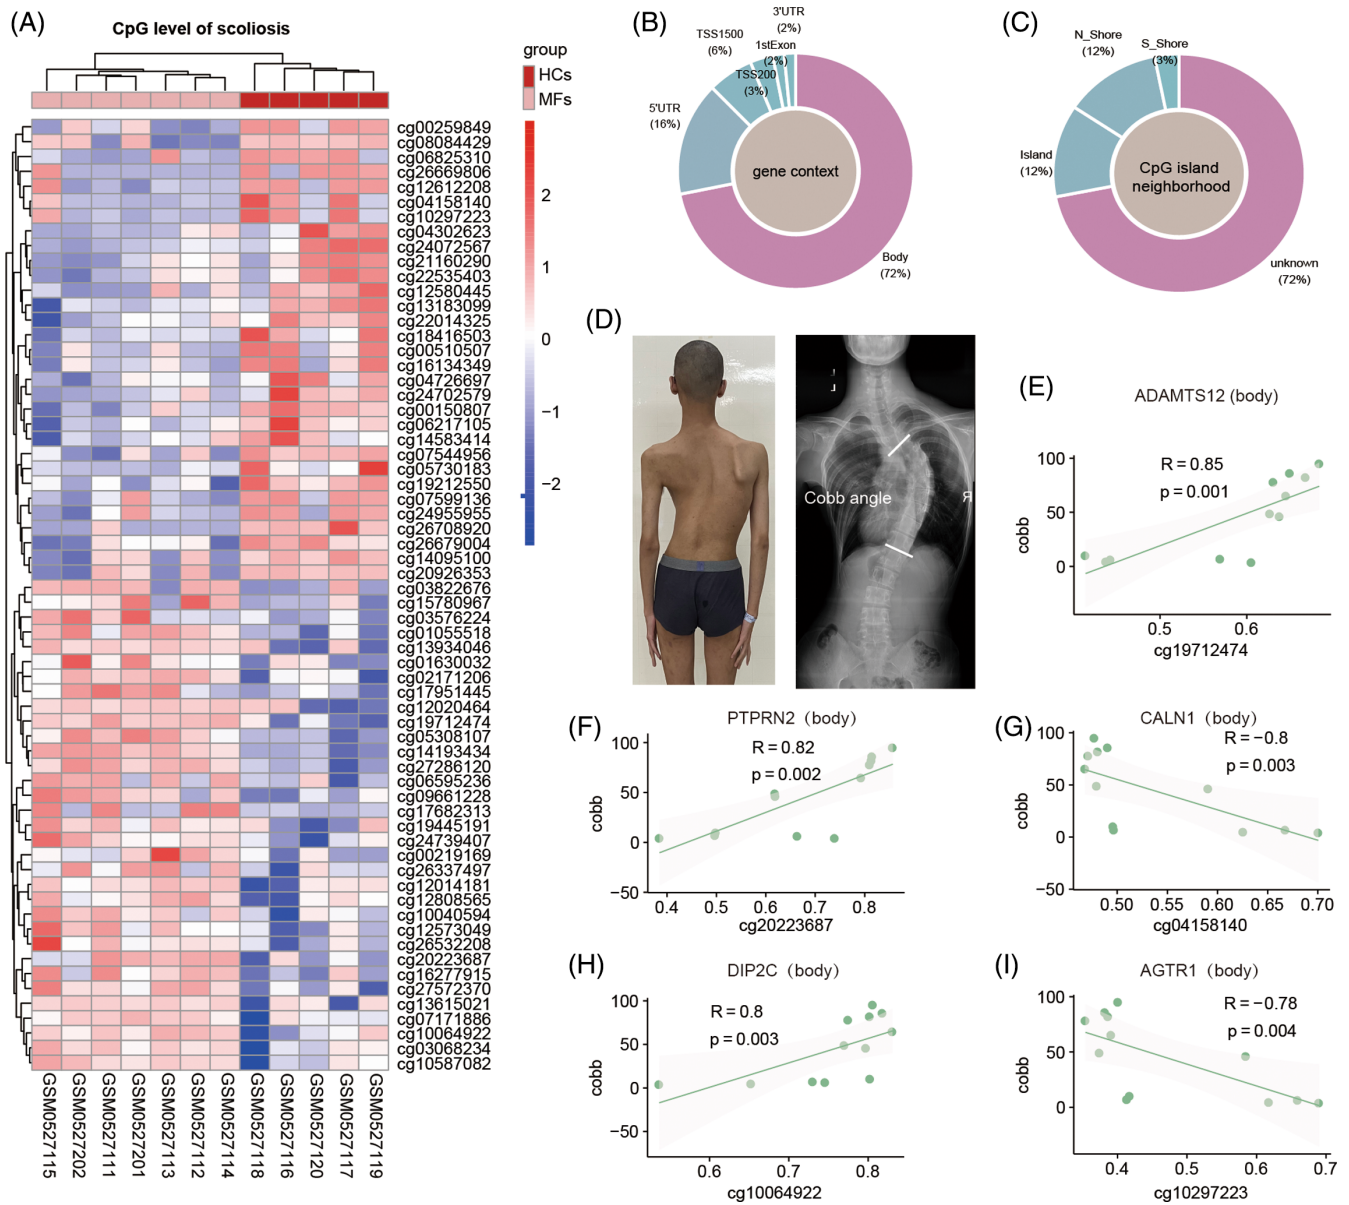 (A)
CpG level of scoliosis
group
HCs
MFs
2
1
0
−1
−2
cg00259849
cg08084429
cg06825310
cg26669806
cg12612208
cg04158140
cg10297223
cg04302623
cg24072567
cg21160290
cg22535403
cg12580445
cg13183099
cg22014325
cg18416503
cg00510507
cg16134349
cg04726697
cg24702579
cg00150807
cg06217105
cg14583414
cg07544956
cg05730183
cg19212550
cg07599136
cg24955955
cg26708920
cg26679004
cg14095100
cg20926353
cg03822676
cg15780967
cg03576224
cg01055518
cg13934046
cg01630032
cg02171206
cg17951445
cg12020464
cg19712474
cg05308107
cg14193434
cg27286120
cg06595236
cg09661228
cg17682313
cg19445191
cg24739407
cg00219169
cg26337497
cg12014181
cg12808565
cg10040594
cg12573049
cg26532208
cg20223687
cg16277915
cg27572370
cg13615021
cg07171886
cg10064922
cg03068234
cg10587082
GSM0527115
GSM0527202
GSM0527111
GSM0527201
GSM0527113
GSM0527112
GSM0527114
GSM0527118
GSM0527116
GSM0527120
GSM0527117
GSM0527119
(B)
3'UTR
(2%)
TSS1500
(6%)
1stExon
(2%)
TSS200
(3%)
5'UTR
(16%)
gene context
Body
(72%)
(C)
N_Shore
(12%)
S_Shore
(3%)
Island
(12%)
CpG island
neighborhood
unknown
(72%)
(D)
Cobb angle
(E)
ADAMTS12 (body)
R = 0.85
p = 0.001
100
50
0
cobb
0.5 0.6
cg19712474
(F)
PTPRN2 (body)
R = 0.82
p = 0.002
100
50
0
−50
cobb
0.4 0.5 0.6 0.7 0.8
cg20223687
(G)
CALN1 (body)
R = −0.8
p = 0.003
100
50
0
−50
cobb
0.50 0.55 0.60 0.65 0.70
cg04158140
(H)
DIP2C (body)
R = 0.8
p = 0.003
100
50
0
−50
cobb
0.6 0.7 0.8
cg10064922
(I)
AGTR1 (body)
R = −0.78
p = 0.004
100
50
0
cobb
0.4 0.5 0.6 0.7
cg10297223